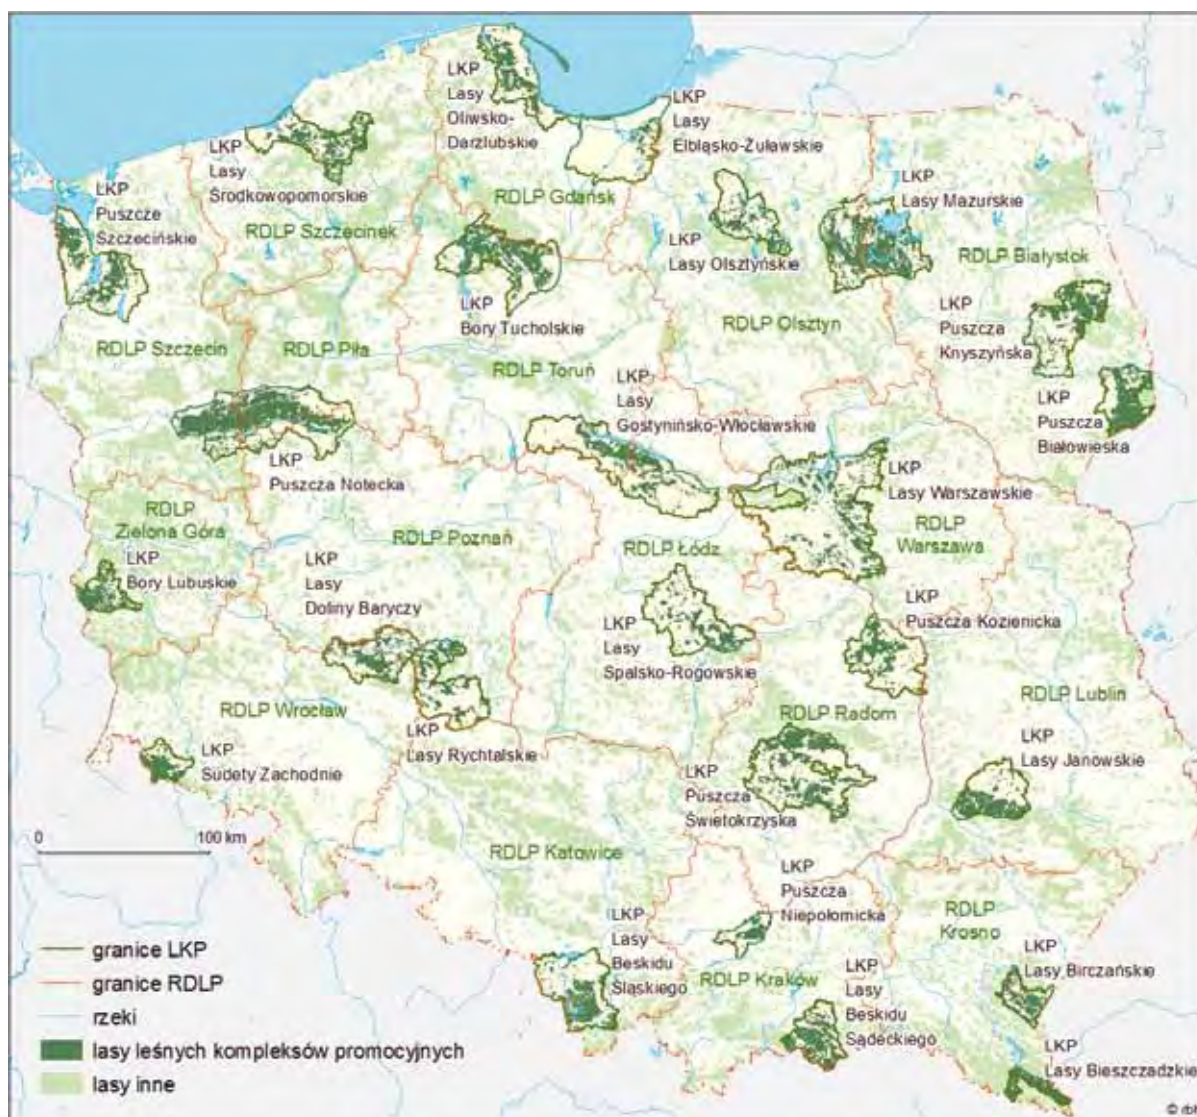 LKP
Lasy
Oliwsko-
Darzlubskie
LKP
Lasy
Elbląsko-Żuławskie
LKP
Lasy
Środkowopomorskie
LKP
Puszcze
Szczecińskie
RDLP Gdańsk
RDLP Szczecinek
LKP
Lasy Mazurskie
LKP
Lasy Olsztyńskie
RDLP Białystok
LKP
Bory Tucholskie
RDLP Olsztyn
LKP
Puszcza
Knyszyńska
RDLP Szczecin
RDLP Piła
RDLP Toruń
LKP
Lasy
Gostynińsko-Włocławskie
LKP
Puszcza
Białowieska
LKP
Puszcza Notecka
LKP
Lasy Warszawskie
RDLP
Zielona Góra
RDLP Poznań
RDLP Łódz
RDLP
Warszawa
LKP
Bory Lubuskie
LKP
Lasy
Doliny Baryczy
LKP
Puszcza Kozienicka
LKP
Lasy
Spalsko-Rogowskie
RDLP Wrocław
RDLP Radom
RDLP Lublin
LKP
Lasy Rychtalskie
LKP
Sudety Zachodnie
LKP
Lasy Janowskie
LKP
Puszcza
Świetokrzyska
0 100 km
RDLP Katowice
LKP
Puszcza
Niepołomicka
RDLP
Krosno
LKP
Lasy
Beskidu
Śląskiego
RDLP Kraków
LKP
Lasy
Beskidu
Sądeckiego
LKP
Lasy Birczańskie
LKP
Lasy Bieszczadzkie
granice LKP
granice RDLP
rzeki
lasy leśnych kompleksów promocyjnych
lasy inne